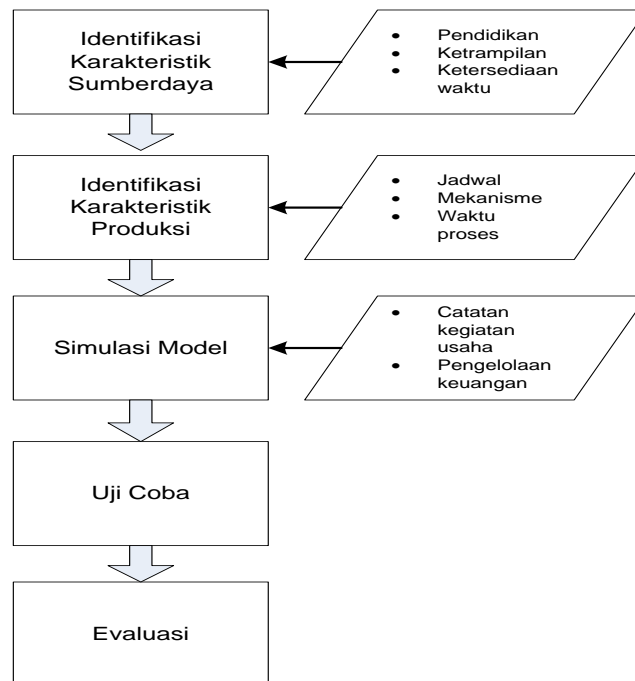 Identifikasi
Karakteristik
Sumberdaya
• Pendidikan
• Ketrampilan
• Ketersediaan
waktu
Identifikasi
Karakteristik
Produksi
• Jadwal
• Mekanisme
• Waktu
proses
Simulasi Model
• Catatan
kegiatan
usaha
• Pengelolaan
keuangan
Uji Coba
Evaluasi